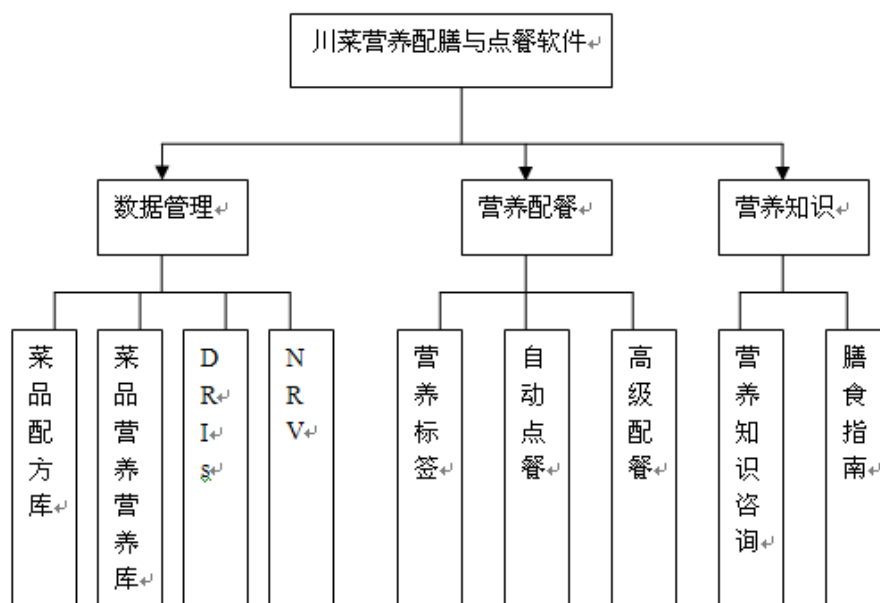 川菜营养配膳与点餐软件
数据管理
营养配餐
营养知识
菜品配方库
菜品营养营养库
DRIs
NRV
营养标签
自动点餐
高级配餐
营养知识咨询
膳食指南